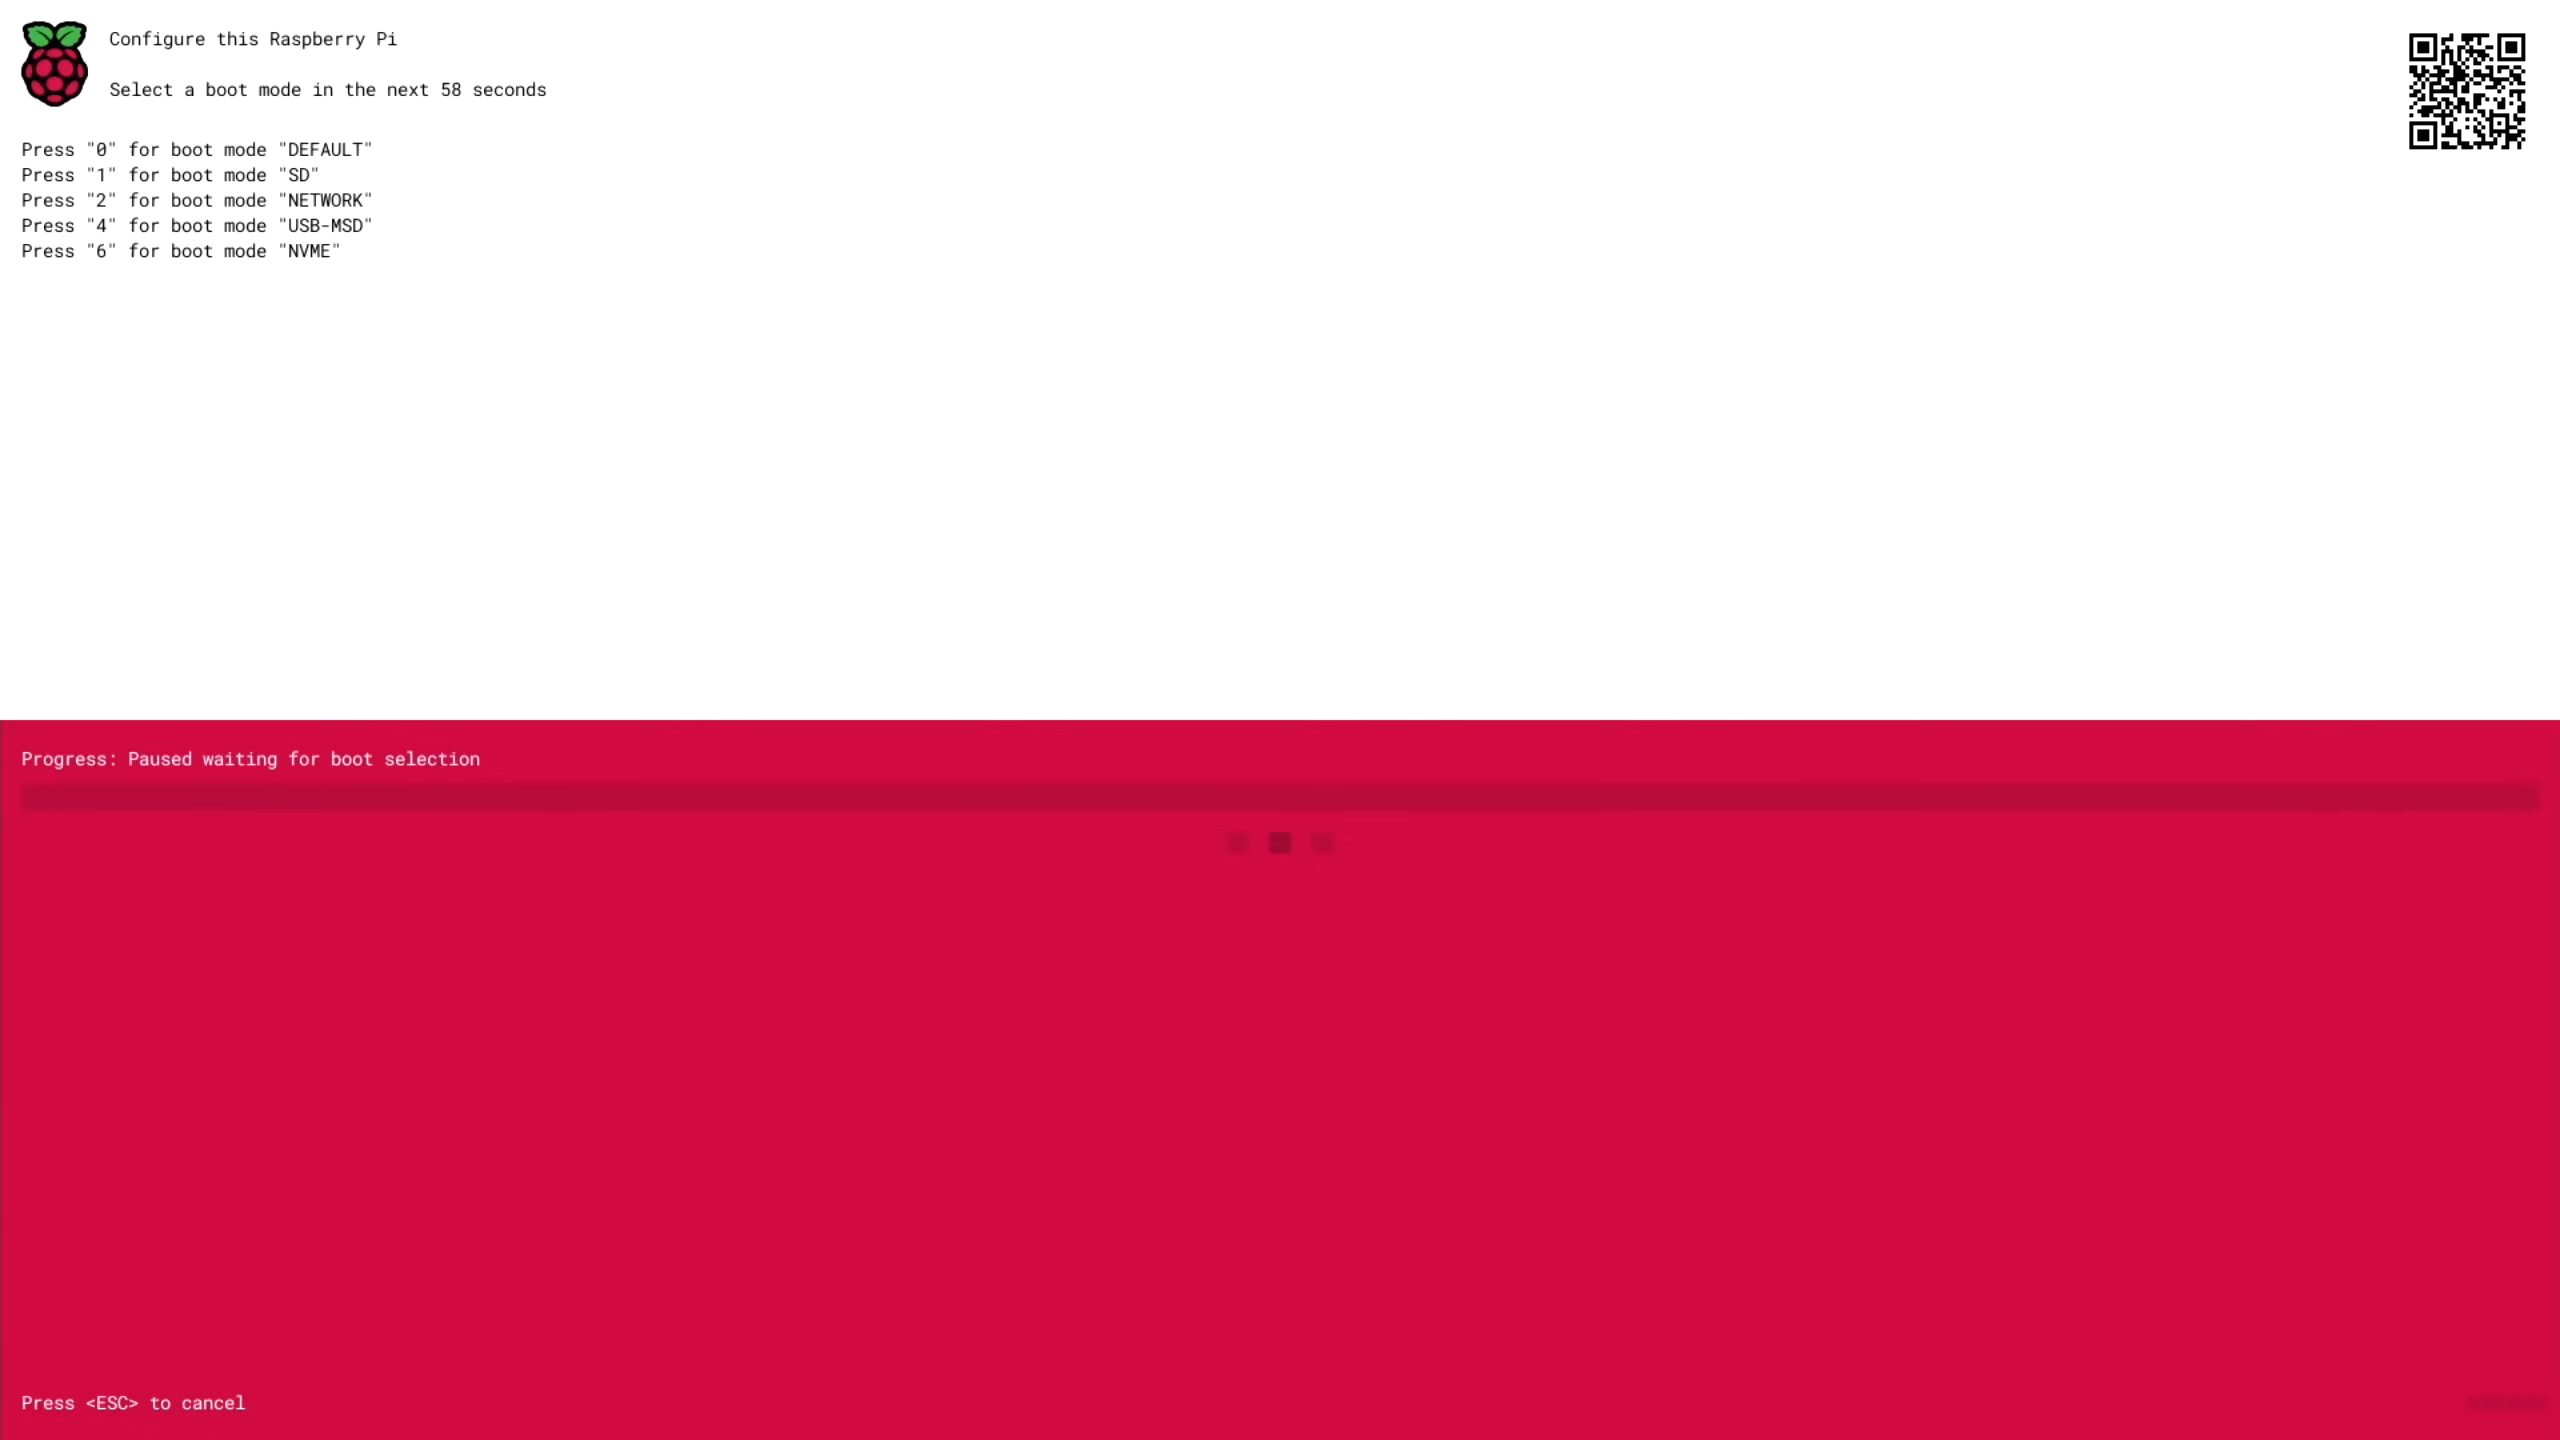 Configure this Raspberry Pi
Select a boot mode in the next 58 seconds
Press "0" for boot mode "DEFAULT"
Press "1" for boot mode "SD"
Press "2" for boot mode "NETWORK"
Press "4" for boot mode "USB-MSD"
Press "6" for boot mode "NVME"
Progress: Paused waiting for boot selection
Press <ESC> to cancel